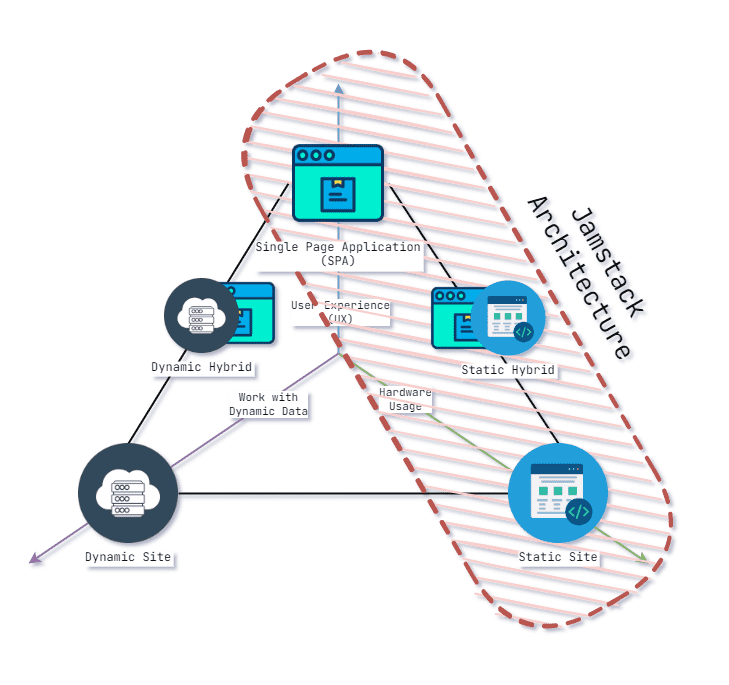 Jamstack
Architecture
Single Page Application
(SPA)
User Experience
(UX)
Dynamic Hybrid
Static Hybrid
Work with
Dynamic Data
Hardware
Usage
Dynamic Site
Static Site